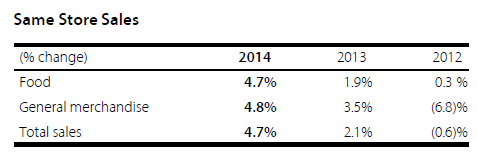 Same Store Sales
(% change) 2014 2013 2012
Food 4.7% 1.9% 0.3 %
General merchandise 4.8% 3.5% (6.8)%
Total sales 4.7% 2.1% (0.6)%